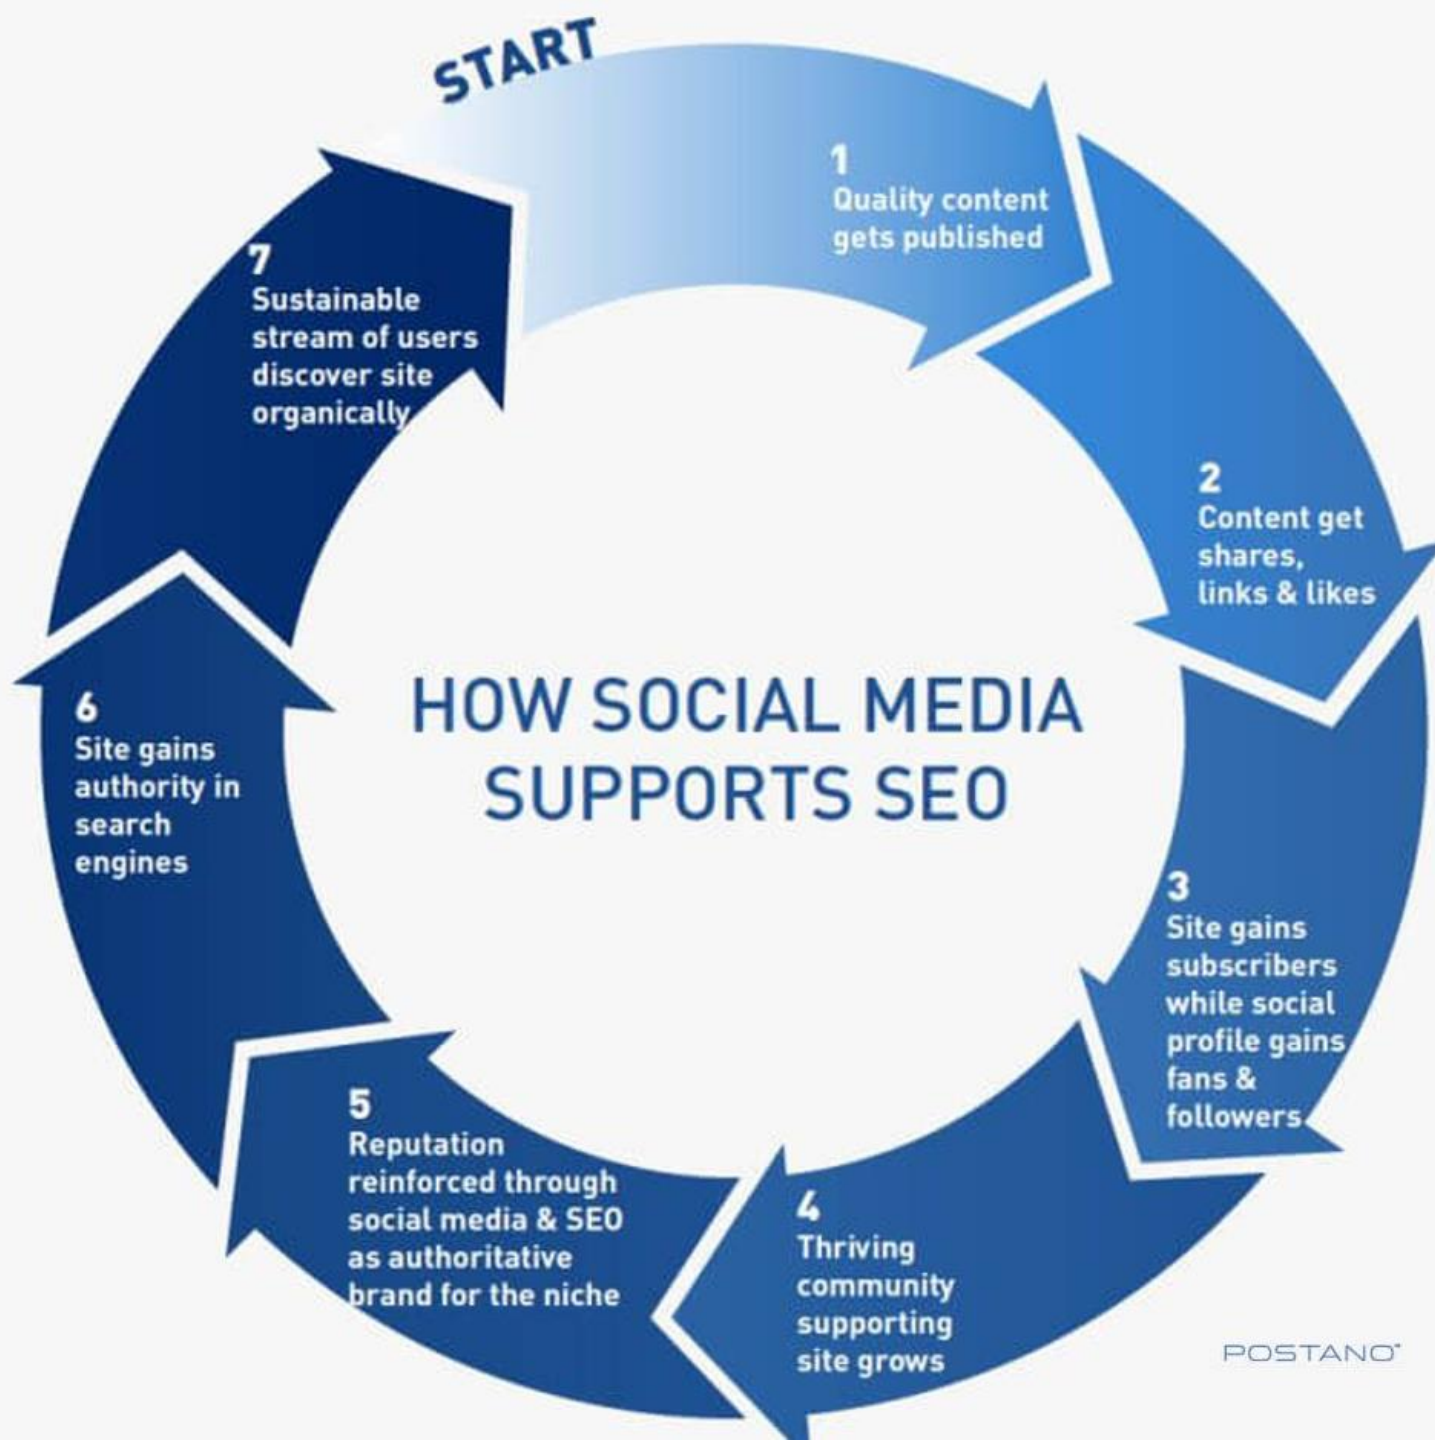 START
1
Quality content
gets published
2
Content get
shares,
links & likes
3
Site gains
subscribers
while social
profile gains
fans &
followers
4
Thriving
community
supporting
site grows
5
Reputation
reinforced through
social media & SEO
as authoritative
brand for the niche
6
Site gains
authority in
search
engines
7
Sustainable
stream of users
discover site
organically
HOW SOCIAL MEDIA
SUPPORTS SEO
POSTANO